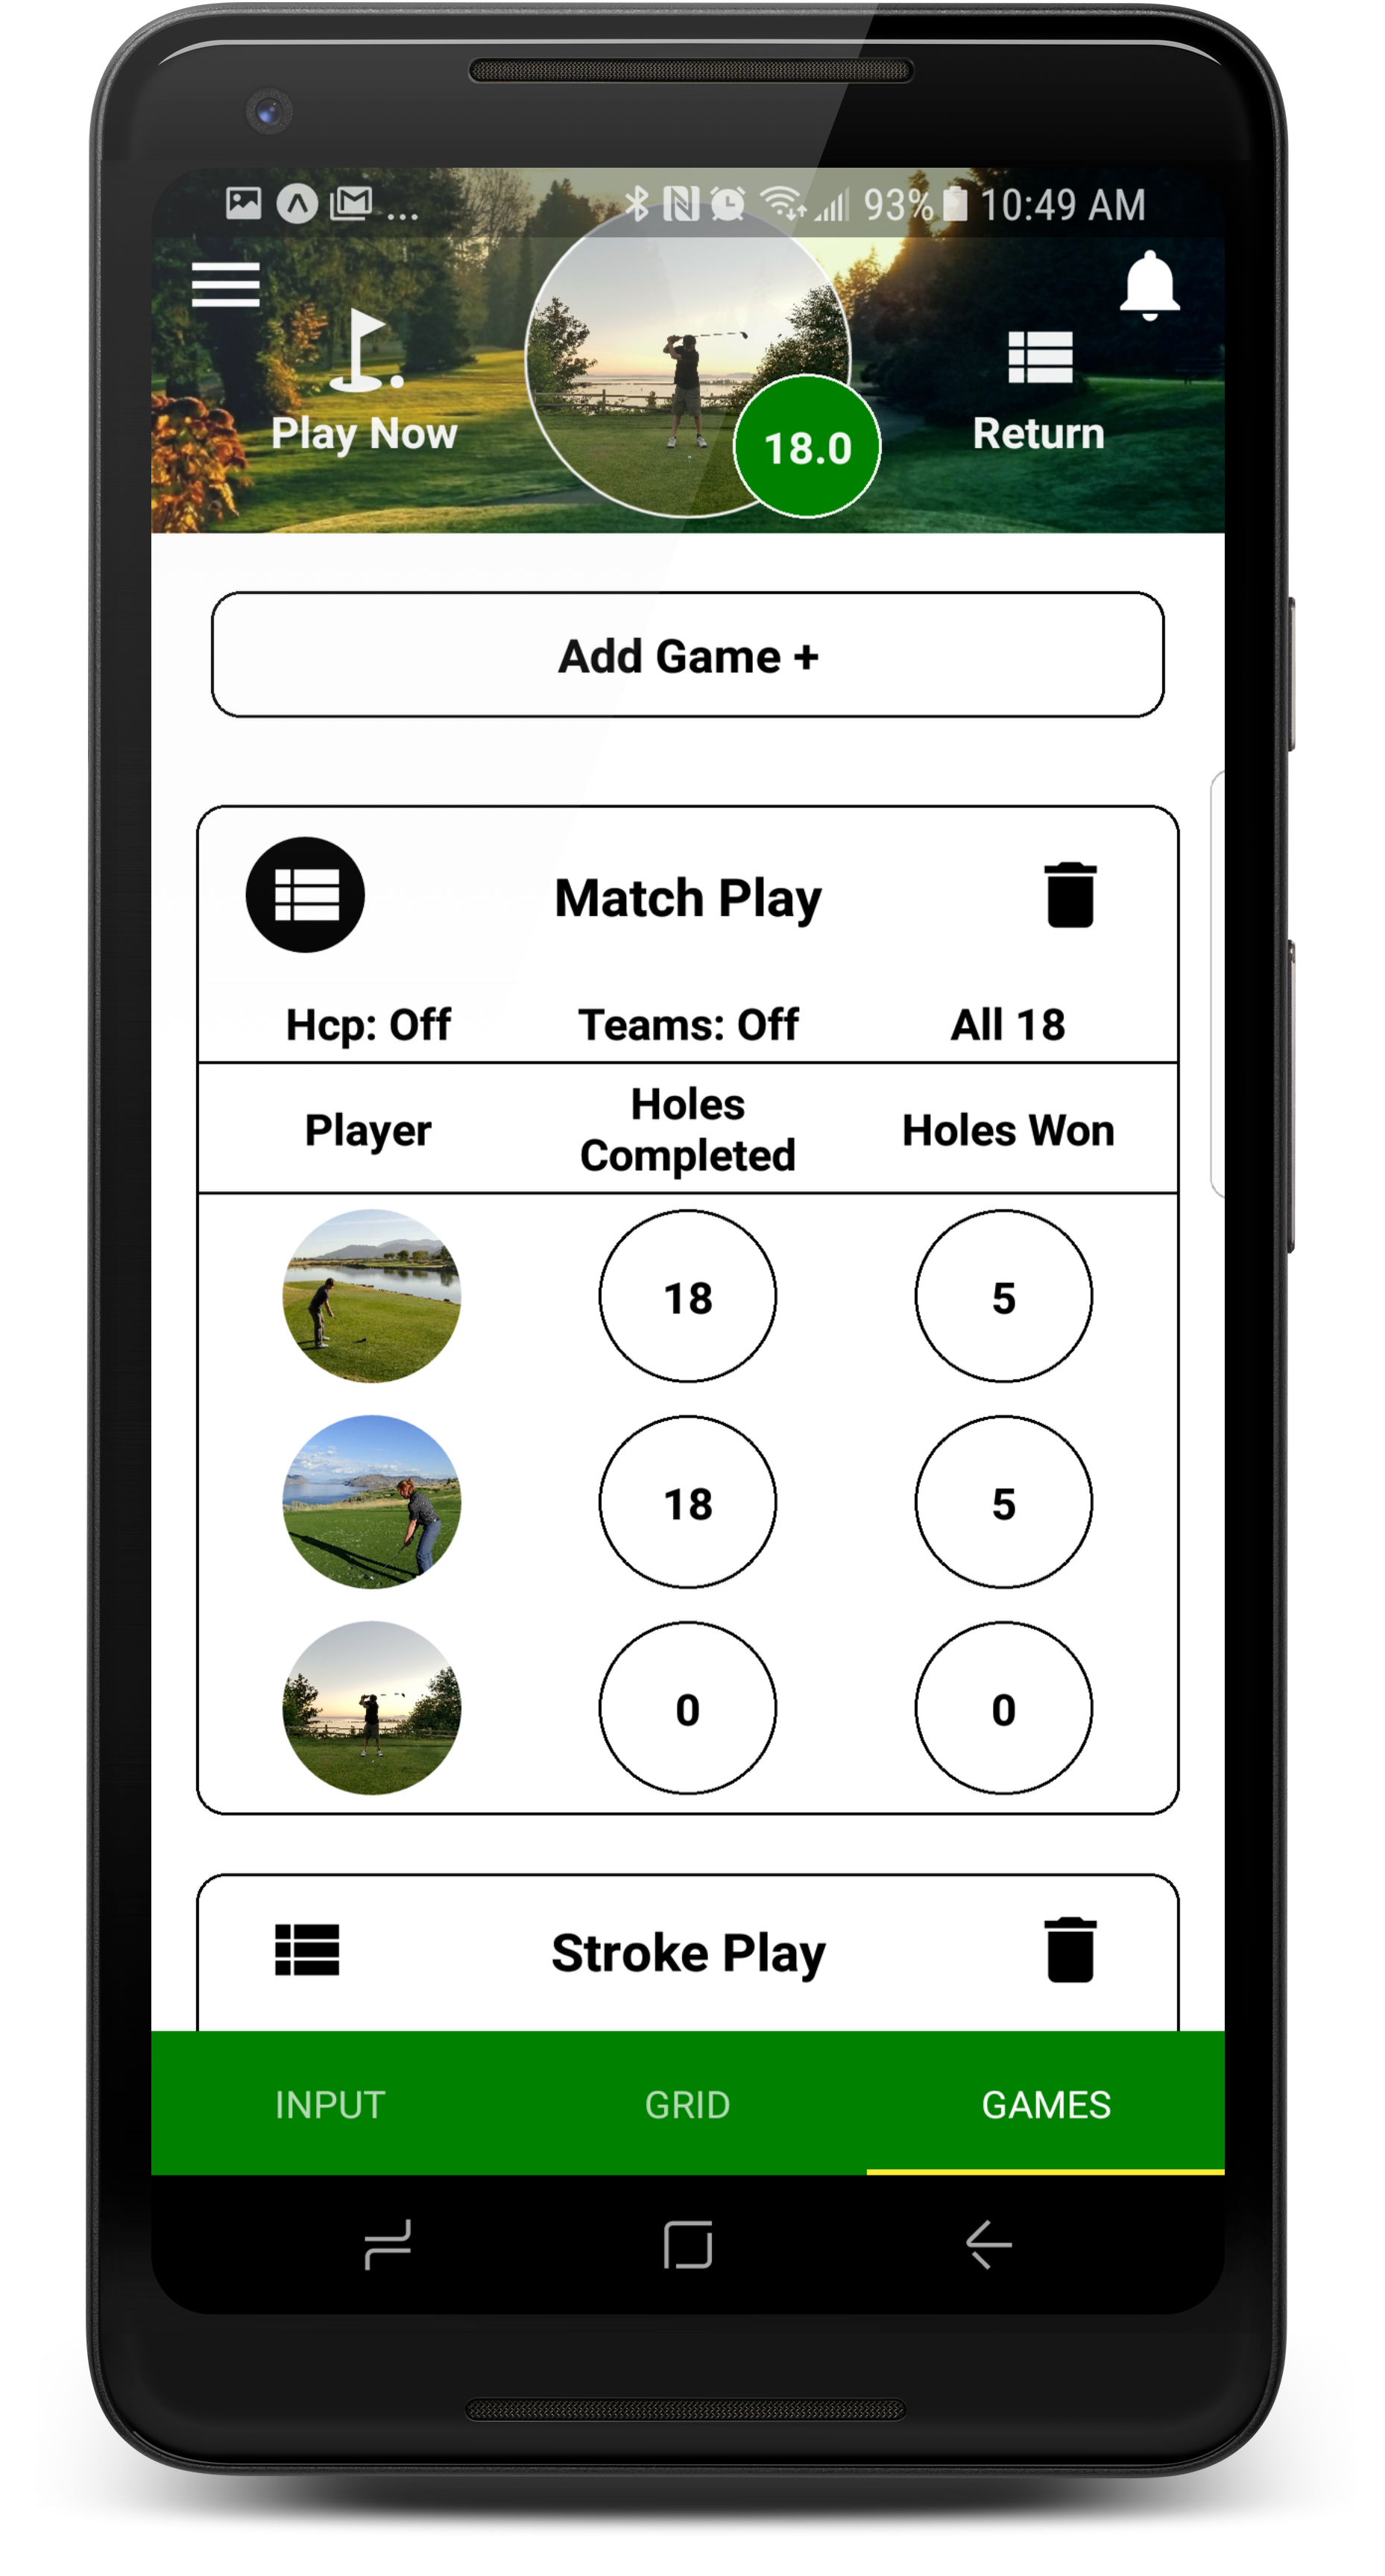 93% 10:49 AM
Play Now
18.0
Return
Add Game +
Match Play
Hcp: Off Teams: Off All 18
Player Holes Completed Holes Won
18 5
18 5
0 0
Stroke Play
INPUT GRID GAMES